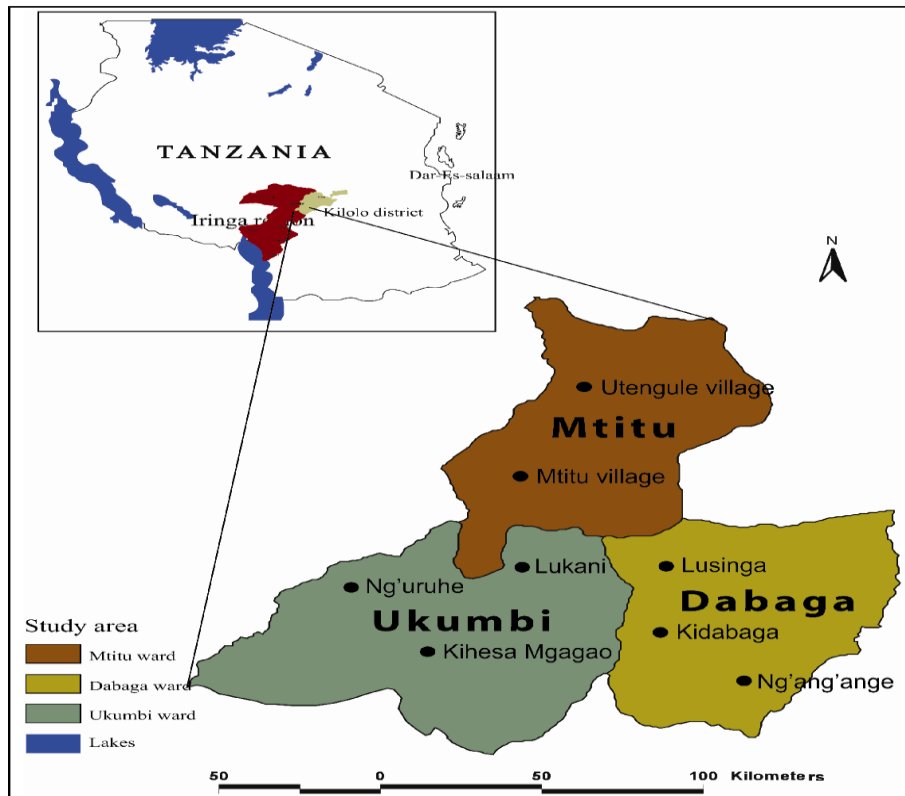 TANZANIA
Dar-Es-salaam
Kilolo district
Iringa region
N
Utengule village
Mtitu
Mtitu village
Lukani
Lusinga
Ng'uruhe
Dabaga
Ukumbi
Kidabaga
Kihesa Mgagao
Ng'ang'ange
Study area
Mtitu ward
Dabaga ward
Ukumbi ward
Lakes
50 0 50 100 Kilometers